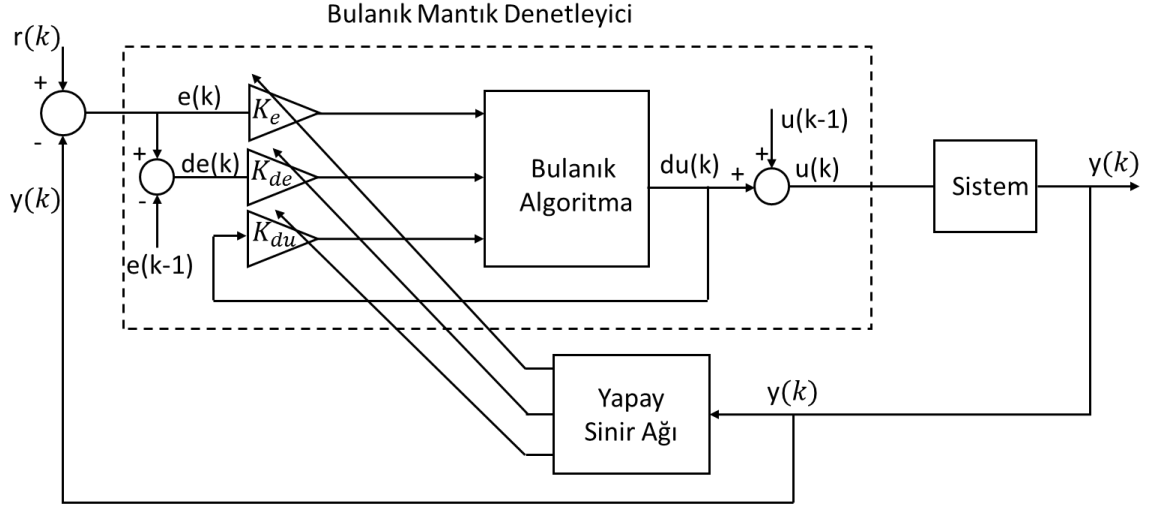 Bulanık Mantık Denetleyici
r(k)
+
-
y(k)
e(k)
+
de(k)
-
e(k-1)
K_e
K_de
K_du
Bulanık
Algoritma
du(k)
+
+
u(k-1)
u(k)
Sistem
y(k)
Yapay
Sinir Ağı
y(k)